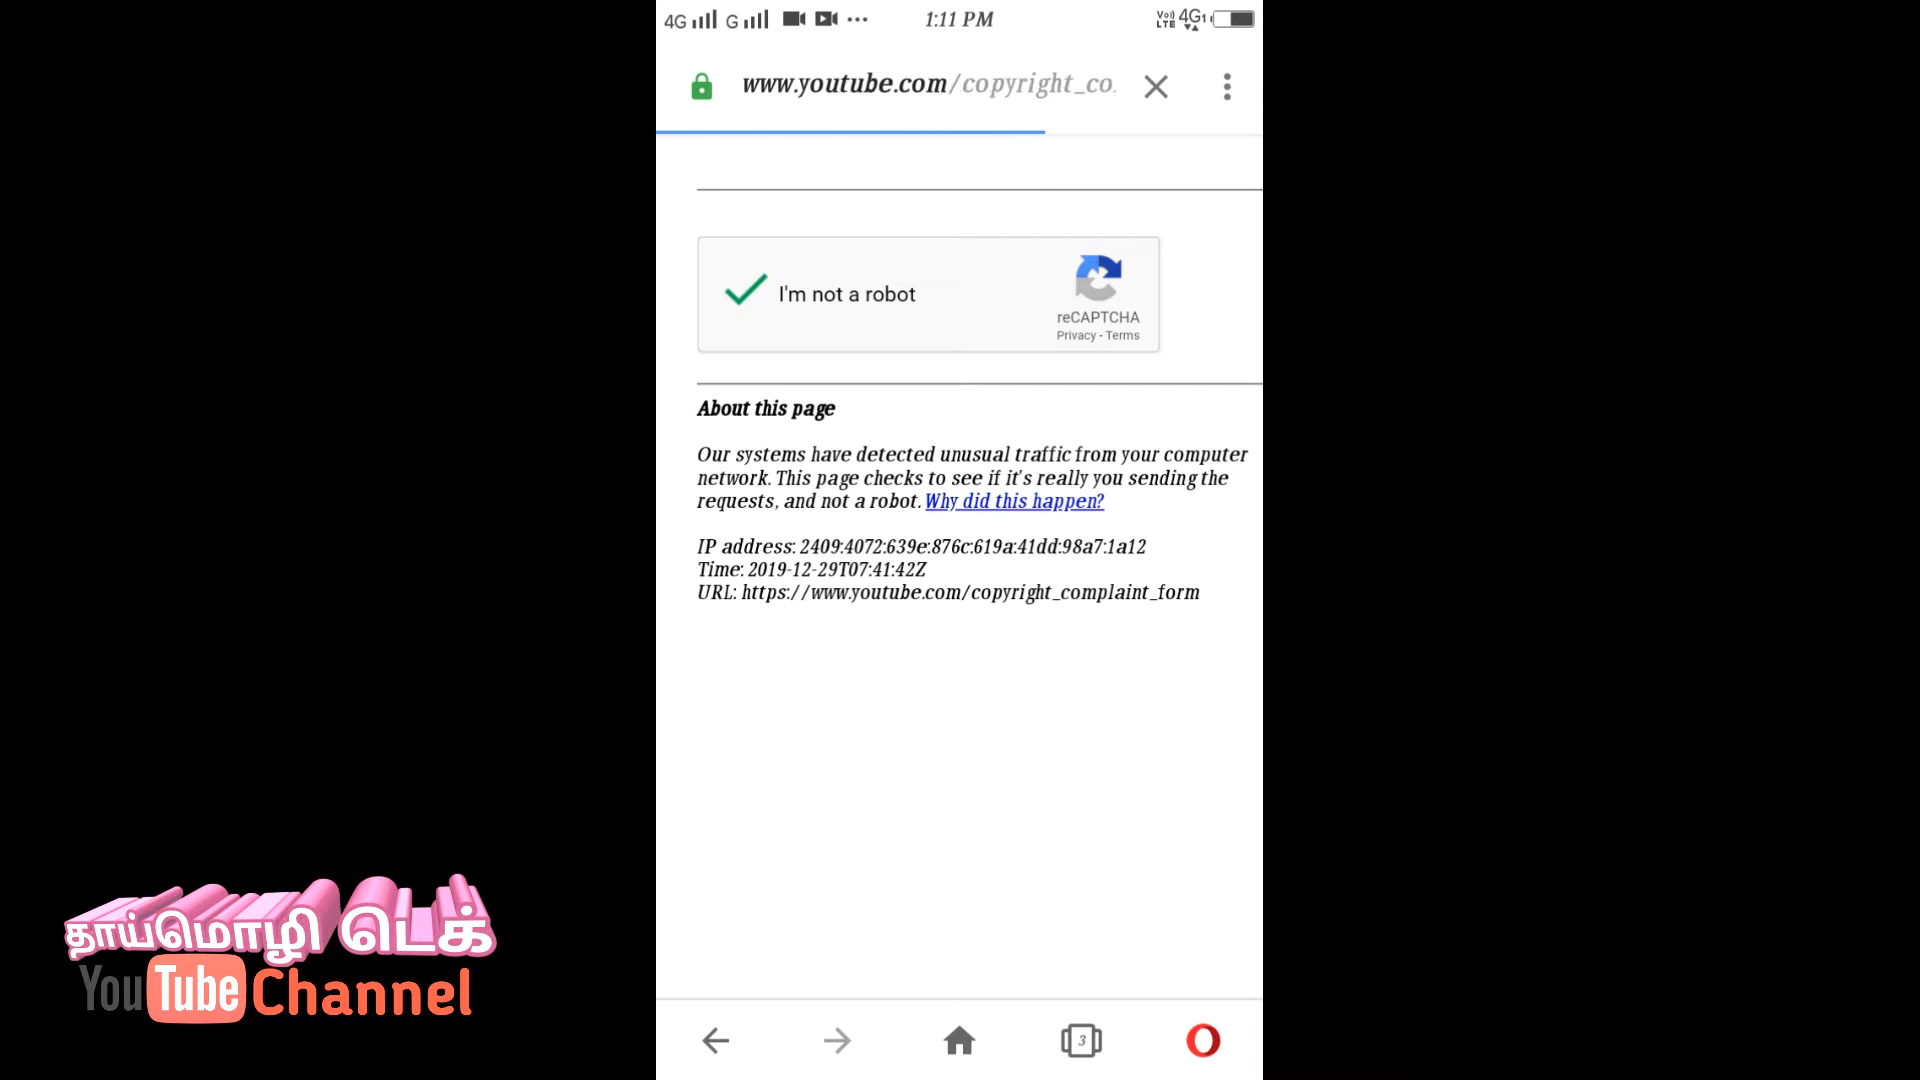 4G G 1:11 PM Vo) LTE 4G1
www.youtube.com/copyright_co.
I'm not a robot
reCAPTCHA
Privacy - Terms
About this page
Our systems have detected unusual traffic from your computer
network. This page checks to see if it's really you sending the
requests, and not a robot. Why did this happen?
IP address: 2409:4072:639e:876c:619a:41dd:98a7:1a12
Time: 2019-12-29T07:41:42Z
URL: https://www.youtube.com/copyright_complaint_form
தாய்மொழி டெக்
YouTube Channel
3